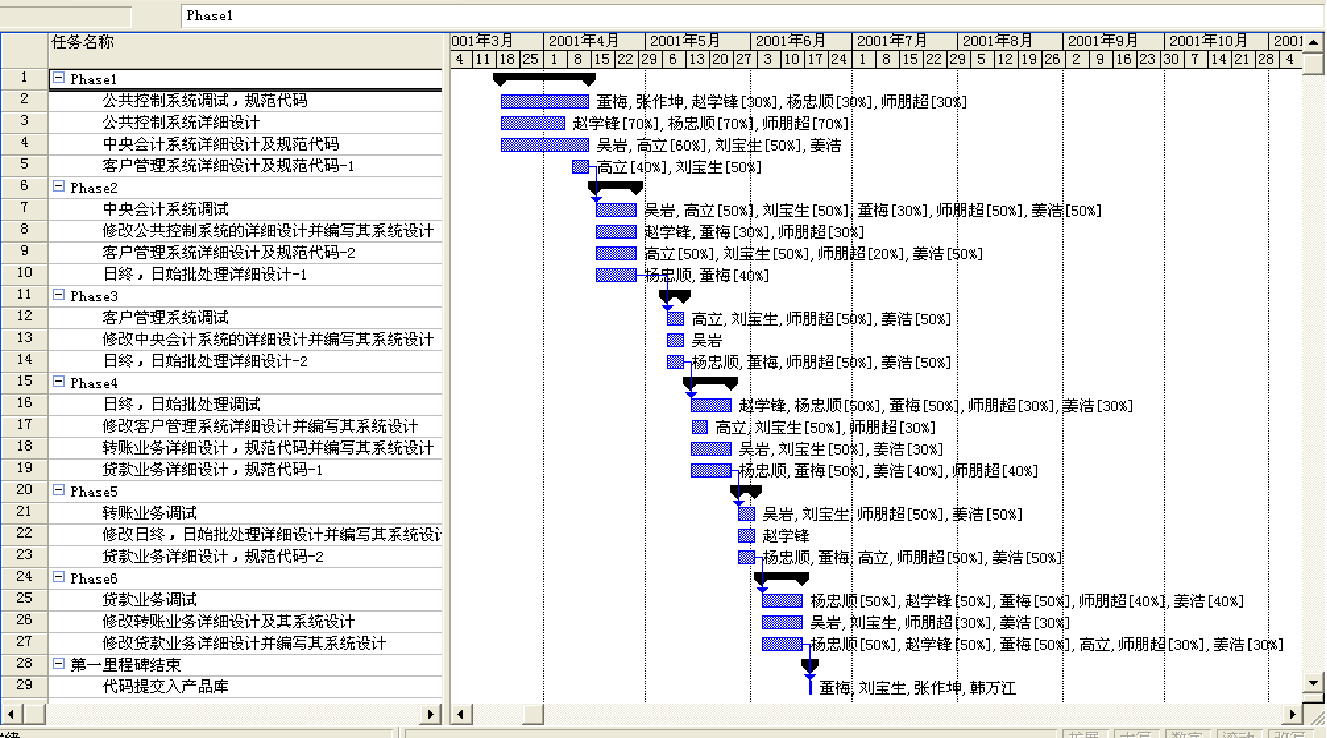 Phase1
任务名称
001年3月 2001年4月 2001年5月 2001年6月 2001年7月 2001年8月 2001年9月 2001年10月 2001
4 11 18 25 1 8 15 22 29 6 13 20 27 3 10 17 24 1 8 15 22 29 5 12 19 26 2 9 16 23 30 7 14 21 28 4
1 Phase1
2 公共控制系统调试，规范代码 董梅,张作坤,赵学锋[30%],杨忠顺[30%],师朋超[30%]
3 公共控制系统详细设计 赵学锋[70%],杨忠顺[70%],师朋超[70%]
4 中央会计系统详细设计及规范代码 吴岩,高立[60%],刘宝生[50%],姜浩
5 客户管理系统详细设计及规范代码-1 高立[40%],刘宝生[50%]
6 Phase2
7 中央会计系统调试 吴岩,高立[50%],刘宝生[50%],董梅[30%],师朋超[50%],姜浩[50%]
8 修改公共控制系统的详细设计并编写其系统设计 赵学锋,董梅[30%],师朋超[30%]
9 客户管理系统详细设计及规范代码-2 高立[50%],刘宝生[50%],师朋超[20%],姜浩[50%]
10 日终，日始批处理详细设计-1 杨忠顺,董梅[40%]
11 Phase3
12 客户管理系统调试 高立,刘宝生,师朋超[50%],姜浩[50%]
13 修改中央会计系统的详细设计并编写其系统设计 吴岩
14 日终，日始批处理详细设计-2 杨忠顺,董梅,师朋超[50%],姜浩[50%]
15 Phase4
16 日终，日始批处理调试 赵学锋,杨忠顺[50%],董梅[50%],师朋超[30%],姜浩[30%]
17 修改客户管理系统详细设计并编写其系统设计 高立,刘宝生[50%],师朋超[30%]
18 转账业务详细设计，规范代码并编写其系统设计 吴岩,刘宝生[50%],姜浩[30%]
19 贷款业务详细设计，规范代码-1 杨忠顺,董梅[50%],姜浩[40%],师朋超[40%]
20 Phase5
21 转账业务调试 吴岩,刘宝生,师朋超[50%],姜浩[50%]
22 修改日终，日始批处理详细设计并编写其系统设 赵学锋
23 贷款业务详细设计，规范代码-2 杨忠顺,董梅,高立,师朋超[50%],姜浩[50%]
24 Phase6
25 贷款业务调试 杨忠顺[50%],赵学锋[50%],董梅[50%],师朋超[40%],姜浩[40%]
26 修改转账业务详细设计及其系统设计 吴岩,刘宝生,师朋超[30%],姜浩[30%]
27 修改贷款业务详细设计并编写其系统设计 杨忠顺[50%],赵学锋[50%],董梅[50%],高立,师朋超[30%],姜浩[30%]
28 第一里程碑结束
29 代码提交入产品库 董梅,刘宝生,张作坤,韩万江